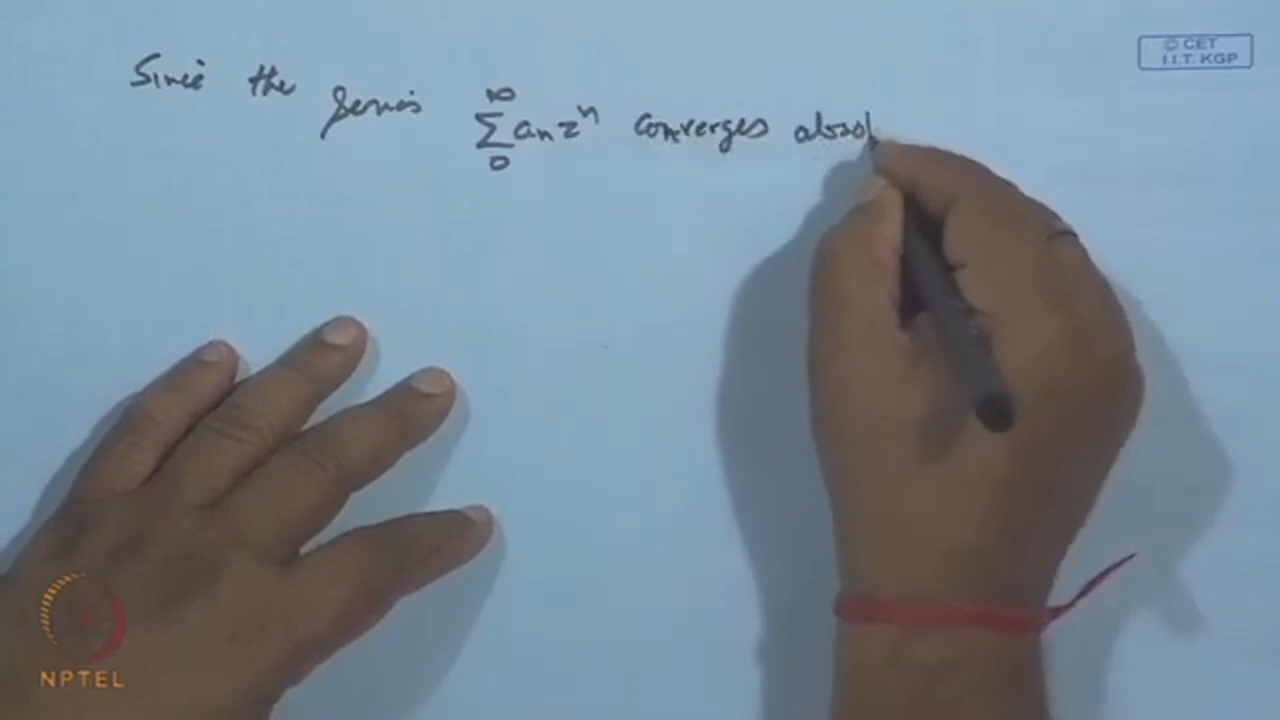 © CET
I.I.T. KGP
Since the series ∞∑0 aₙzⁿ converges absol
NPTEL